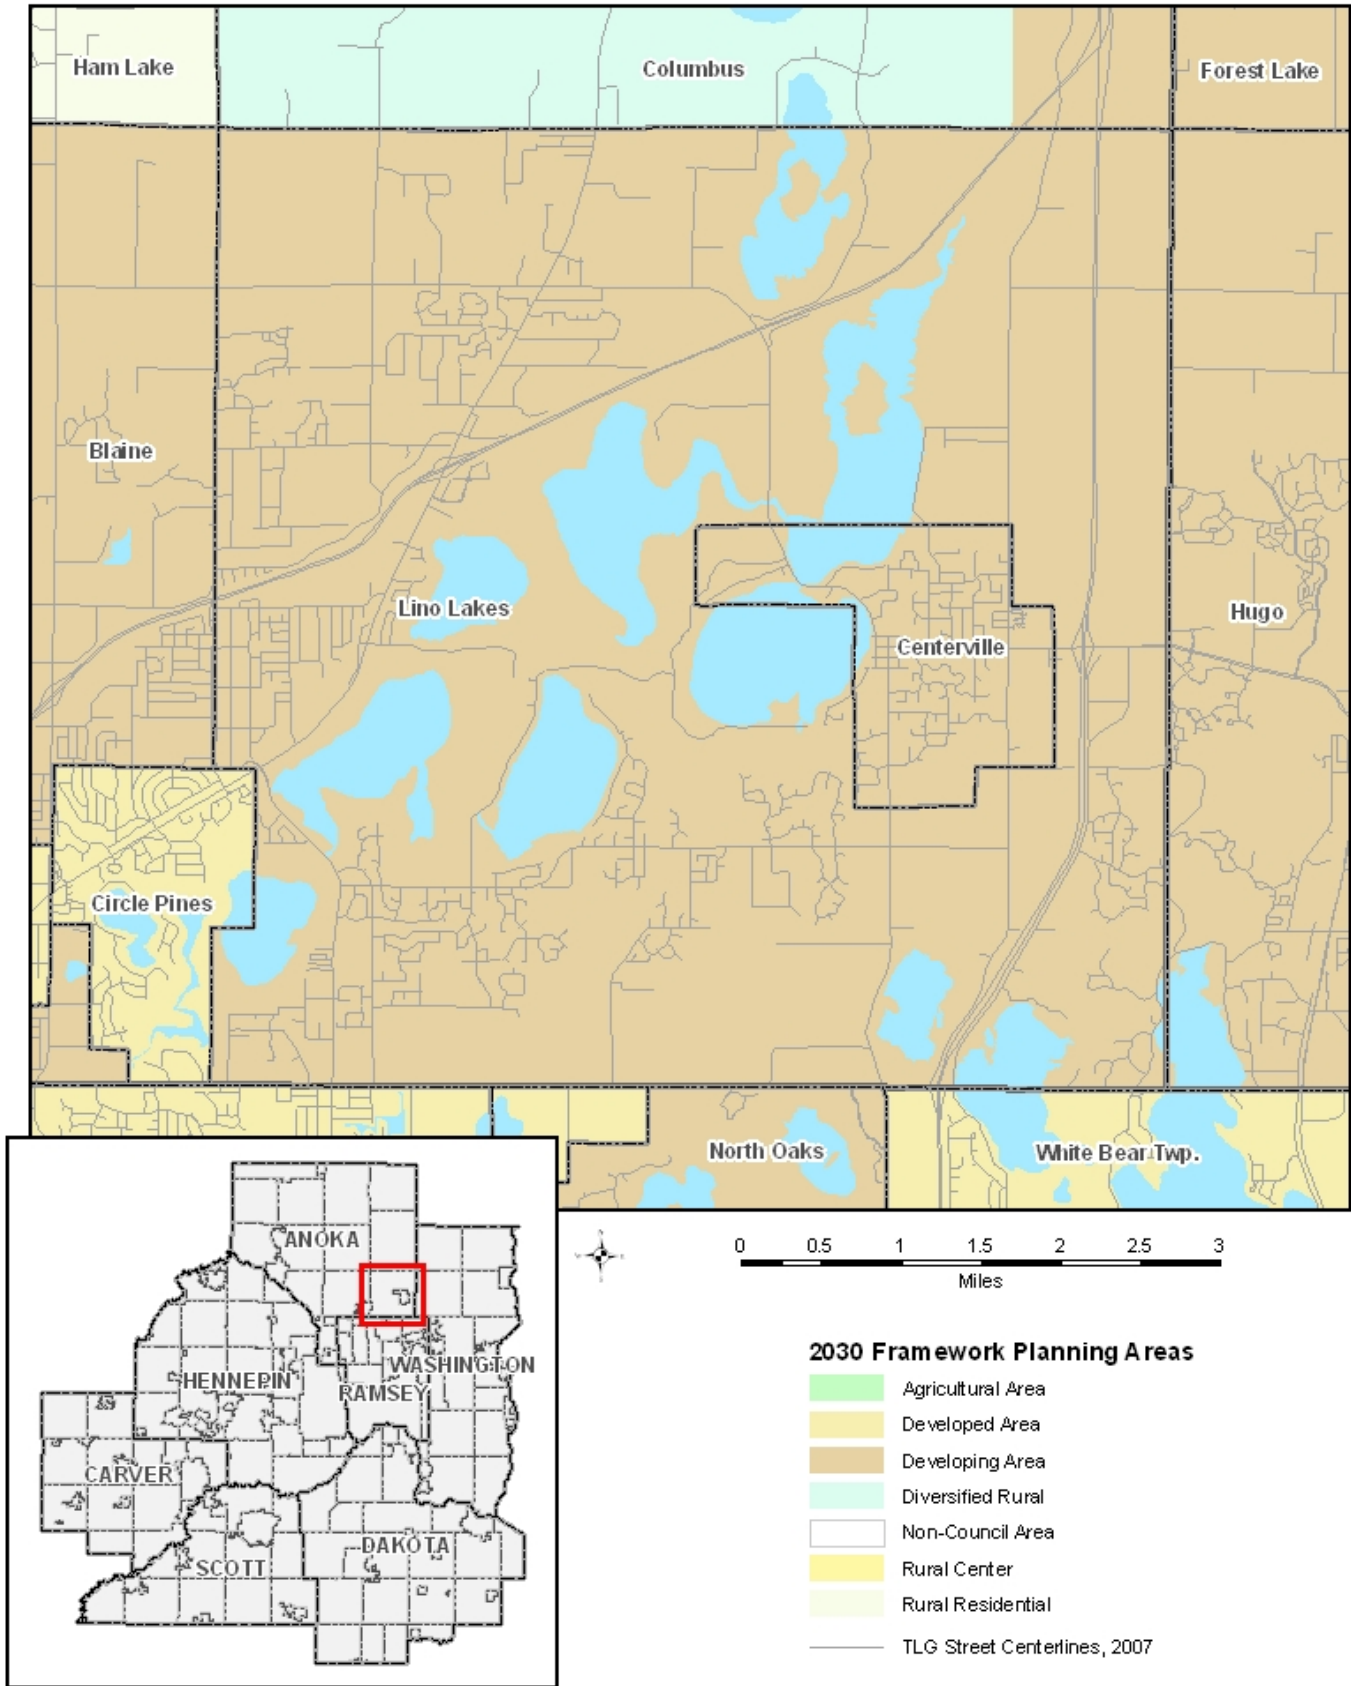 Ham Lake
Columbus
Forest Lake
Blaine
Lino Lakes
Hugo
Centerville
Circle Pines
North Oaks
White Bear Twp.
ANOKA
WASHINGTON
HENNEPIN
RAMSEY
CARVER
DAKOTA
SCOTT
0 0.5 1 1.5 2 2.5 3
Miles
2030 Framework Planning Areas
Agricultural Area
Developed Area
Developing Area
Diversified Rural
Non-Council Area
Rural Center
Rural Residential
TLG Street Centerlines, 2007